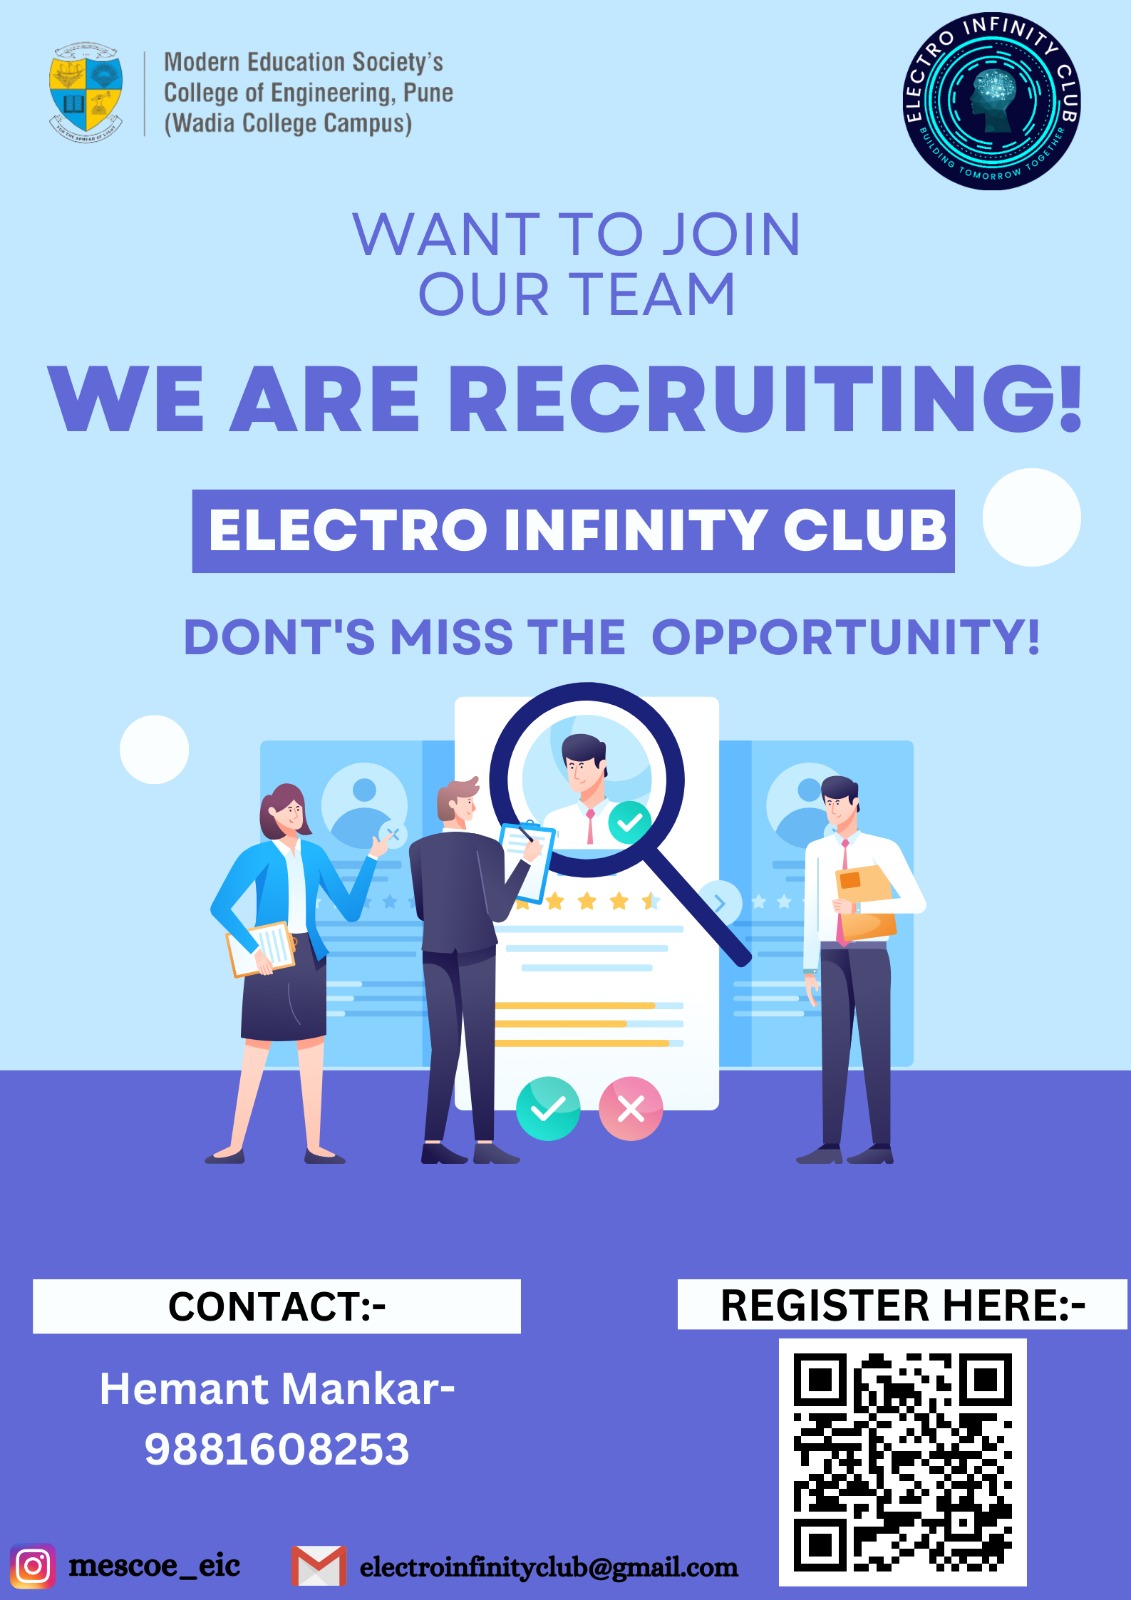 Modern Education Society's
College of Engineering, Pune
(Wadia College Campus)
ELECTRO INFINITY CLUB
BUILDING TOMORROW TOGETHER
WANT TO JOIN
OUR TEAM
WE ARE RECRUITING!
ELECTRO INFINITY CLUB
DONT'S MISS THE OPPORTUNITY!
CONTACT:-
REGISTER HERE:-
Hemant Mankar-
9881608253
mescoe_eic
electroinfinityclub@gmail.com